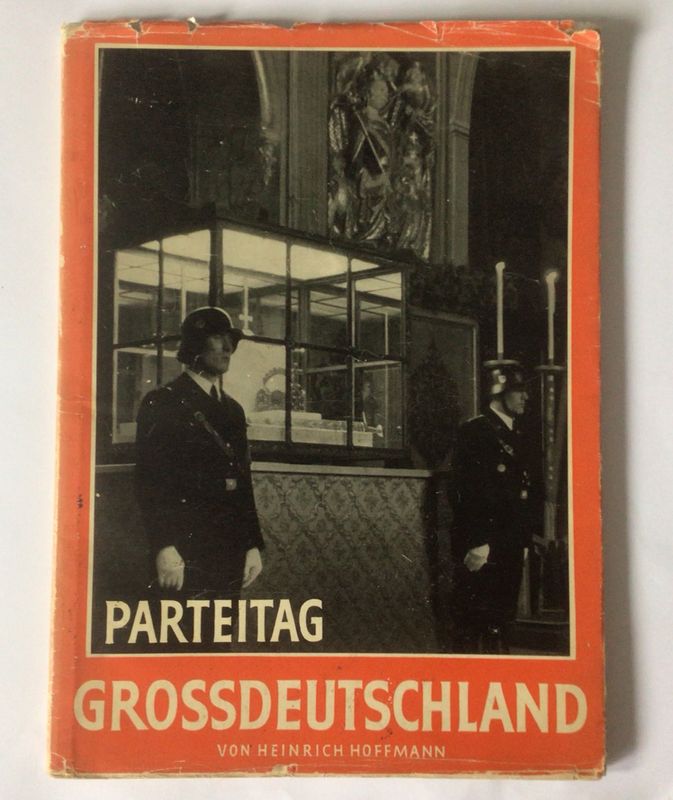 PARTEITAG
GROSSDEUTSCHLAND
VON HEINRICH HOFFMANN